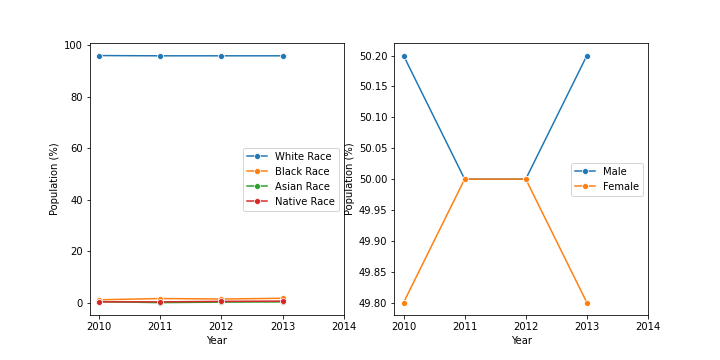 100
80
60
40
20
0
Population (%)
2010
2011
2012
2013
2014
Year
White Race
Black Race
Asian Race
Native Race
50.20
50.15
50.10
50.05
50.00
49.95
49.90
49.85
49.80
Population (%)
2010
2011
2012
2013
2014
Year
Male
Female